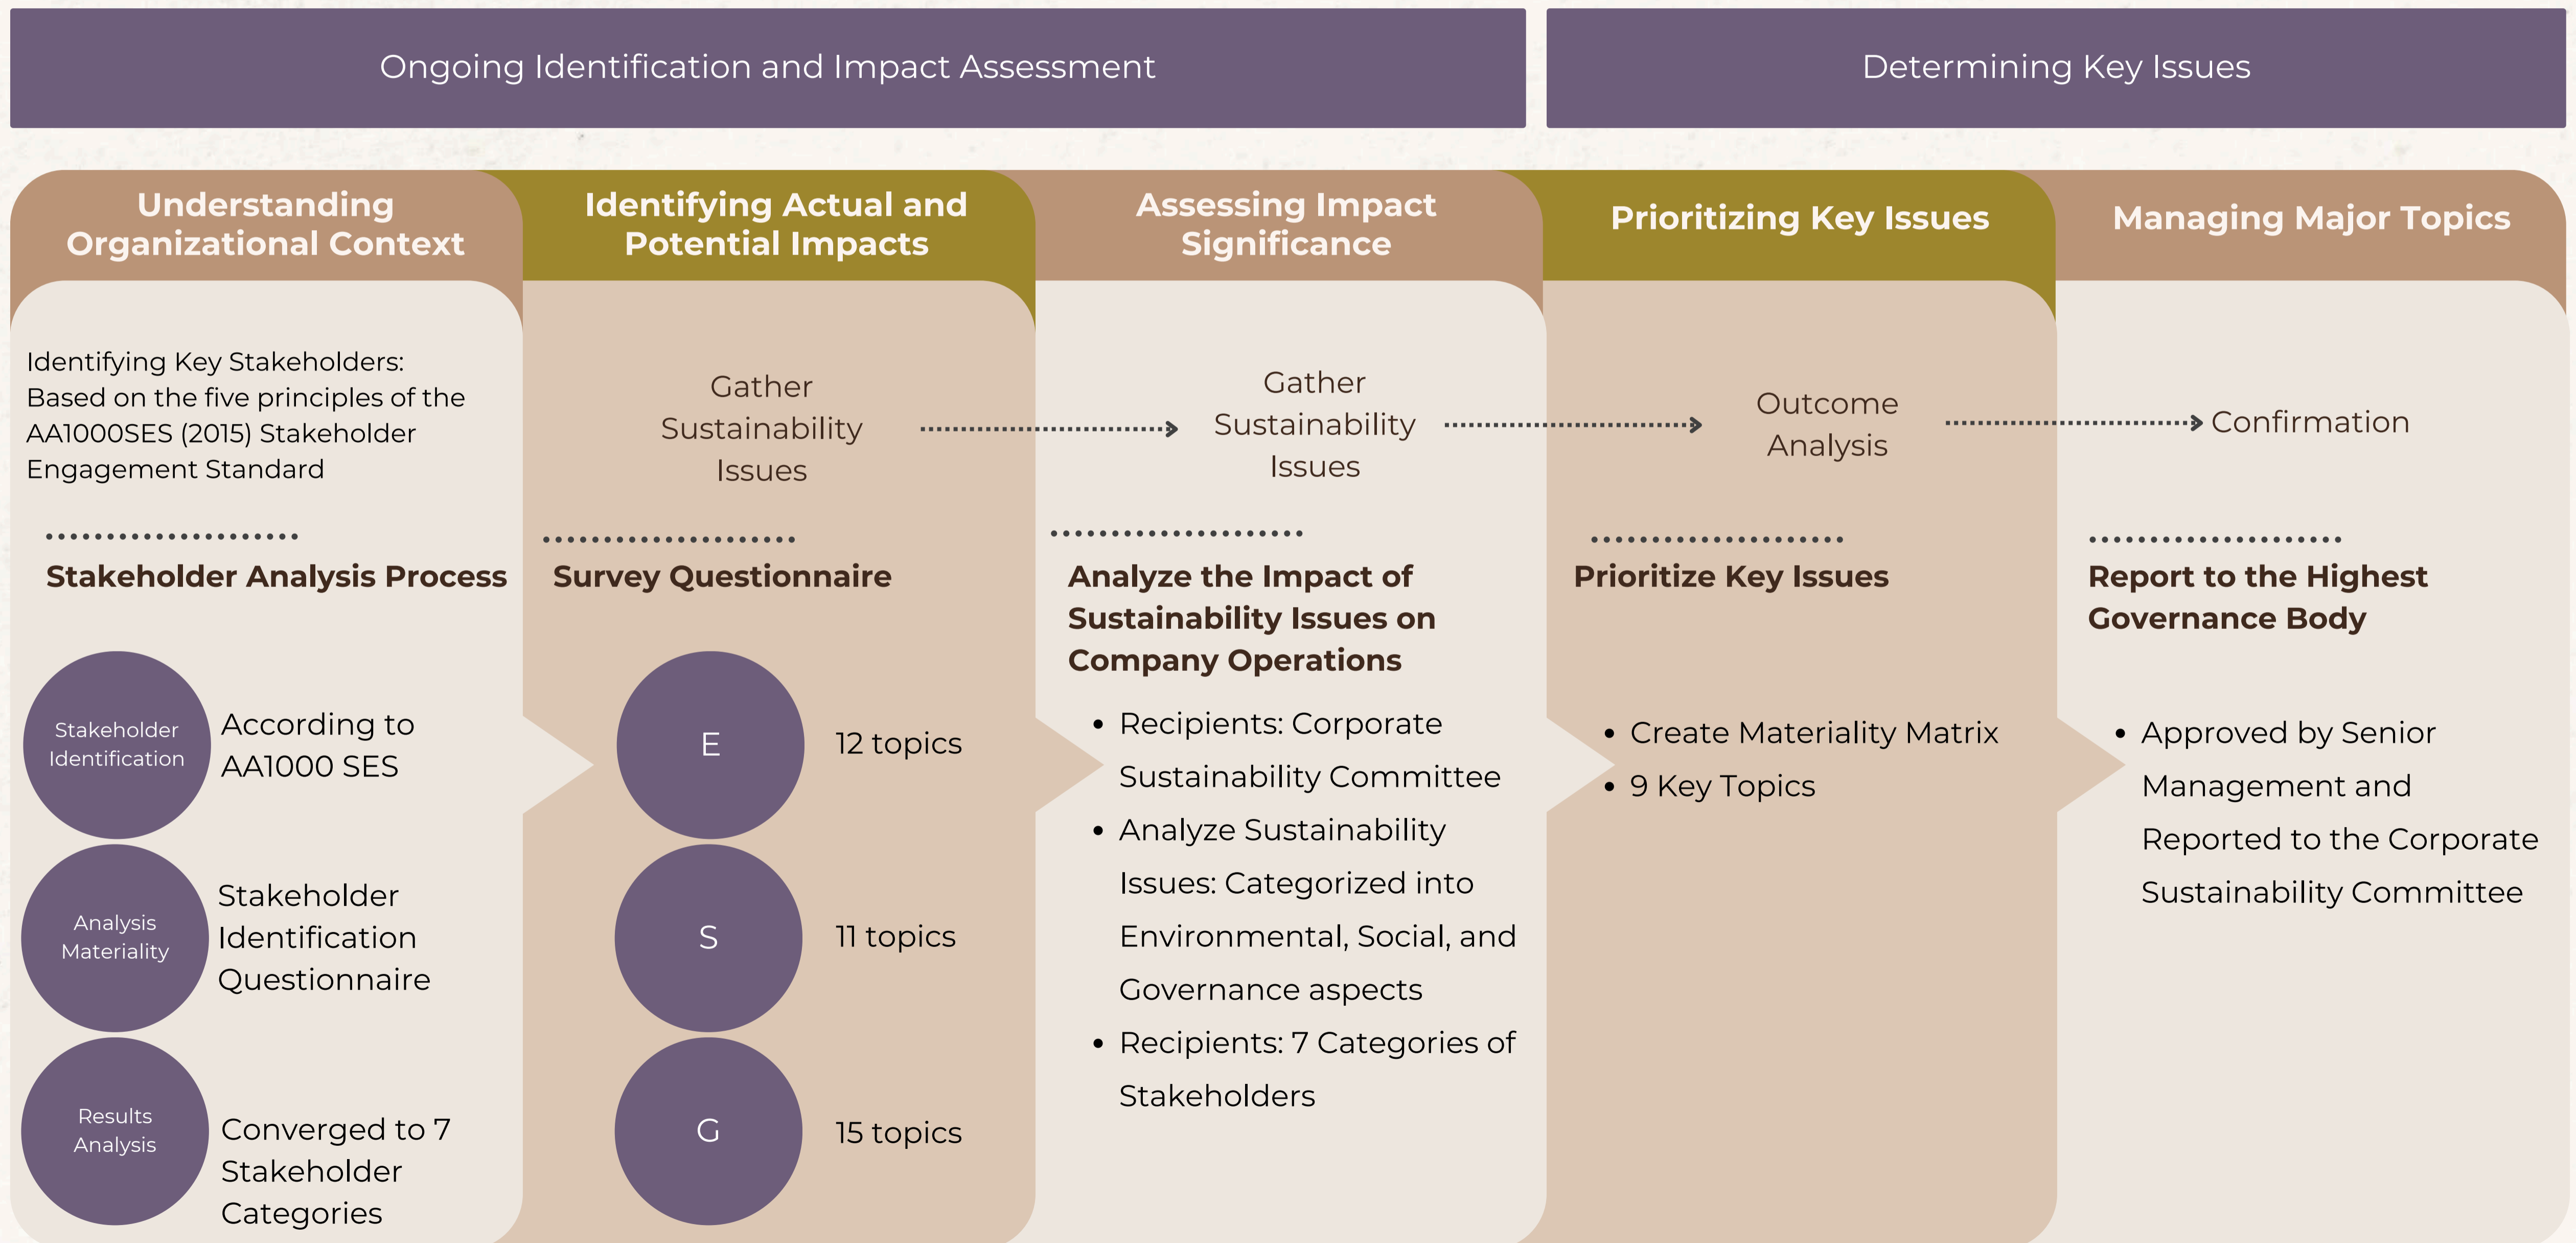 Ongoing Identification and Impact Assessment
Determining Key Issues
Understanding
Organizational Context
Identifying Key Stakeholders:
Based on the five principles of the
AA1000SES (2015) Stakeholder
Engagement Standard
Stakeholder Analysis Process
Stakeholder
Identification
According to
AA1000 SES
Analysis
Materiality
Stakeholder
Identification
Questionnaire
Results
Analysis
Converged to 7
Stakeholder
Categories
Identifying Actual and
Potential Impacts
Gather
Sustainability
Issues
Survey Questionnaire
E
12 topics
S
11 topics
G
15 topics
Assessing Impact
Significance
Gather
Sustainability
Issues
Analyze the Impact of
Sustainability Issues on
Company Operations
• Recipients: Corporate
Sustainability Committee
• Analyze Sustainability
Issues: Categorized into
Environmental, Social, and
Governance aspects
• Recipients: 7 Categories of
Stakeholders
Prioritizing Key Issues
Outcome
Analysis
Prioritize Key Issues
• Create Materiality Matrix
• 9 Key Topics
Managing Major Topics
Confirmation
Report to the Highest
Governance Body
• Approved by Senior
Management and
Reported to the Corporate
Sustainability Committee